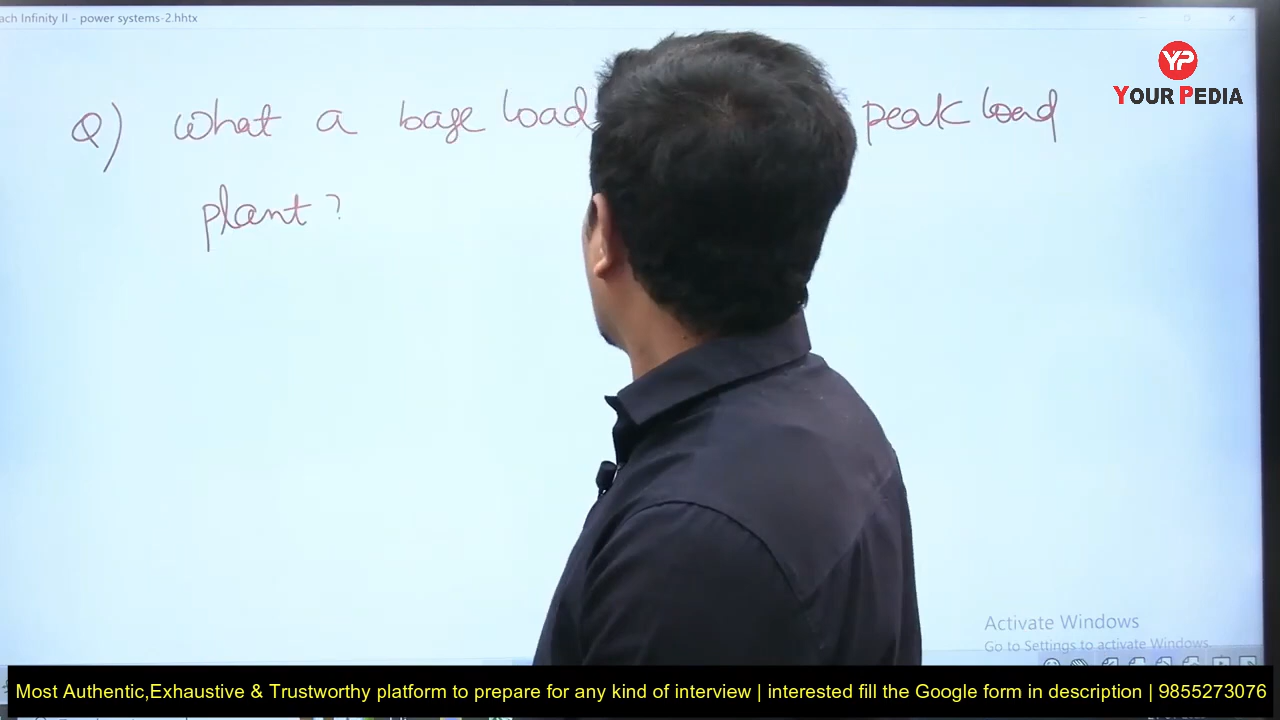 ach Infinity II - power systems-2.hhtx
YP
YOUR PEDIA
Q) What a base load peak load
plant?
Activate Windows
Go to Settings to activate Windows.
Most Authentic,Exhaustive & Trustworthy platform to prepare for any kind of interview | interested fill the Google form in description | 9855273076